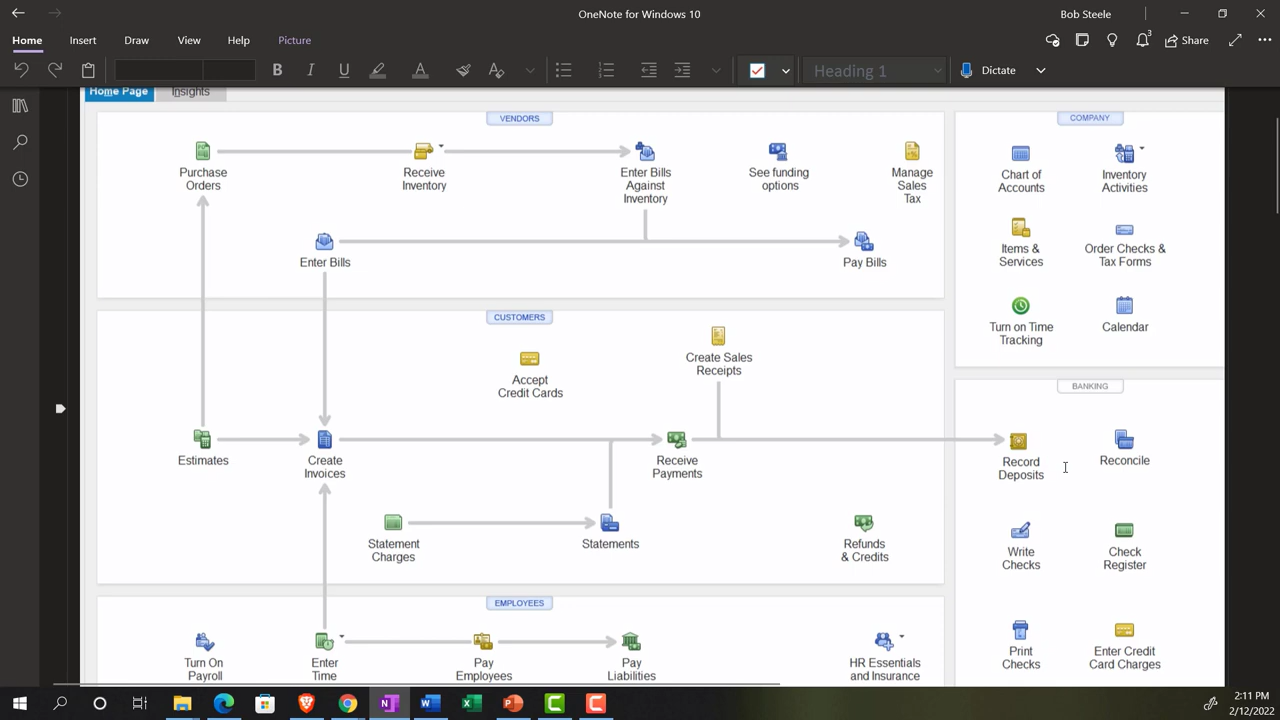 OneNote for Windows 10
Bob Steele
Home
Insert
Draw
View
Help
Picture
Share
B
I
U
A
Heading 1
Dictate
Home Page
Insights
VENDORS
COMPANY
Purchase
Orders
Receive
Inventory
Enter Bills
Against
Inventory
See funding
options
Manage
Sales
Tax
Chart of
Accounts
Inventory
Activities
Enter Bills
Pay Bills
Items &
Services
Order Checks &
Tax Forms
Turn on Time
Tracking
Calendar
CUSTOMERS
Accept
Credit Cards
Create Sales
Receipts
BANKING
Estimates
Create
Invoices
Receive
Payments
Record
Deposits
Reconcile
Statement
Charges
Statements
Refunds
& Credits
Write
Checks
Check
Register
EMPLOYEES
Turn On
Payroll
Enter
Time
Pay
Employees
Pay
Liabilities
HR Essentials
and Insurance
Print
Checks
Enter Credit
Card Charges
2:11 PM
2/12/2022